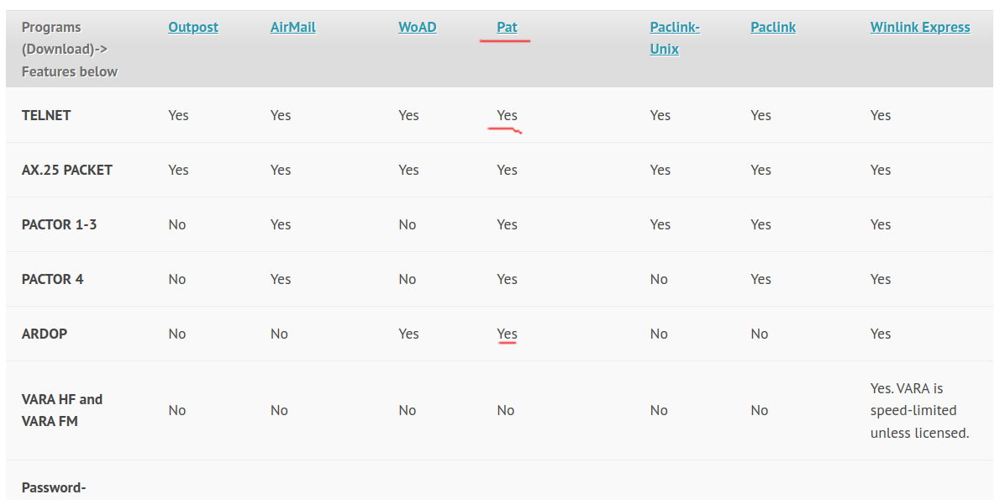 Programs (Download)-> Features below Outpost AirMail WoAD Pat Paclink-Unix Paclink Winlink Express
TELNET Yes Yes Yes Yes Yes Yes Yes
AX.25 PACKET Yes Yes Yes Yes Yes Yes Yes
PACTOR 1-3 No Yes No Yes Yes Yes Yes
PACTOR 4 No Yes No Yes No Yes Yes
ARDOP No No Yes Yes No No Yes
VARA HF and VARA FM No No No No No No Yes. VARA is speed-limited unless licensed.
Password-